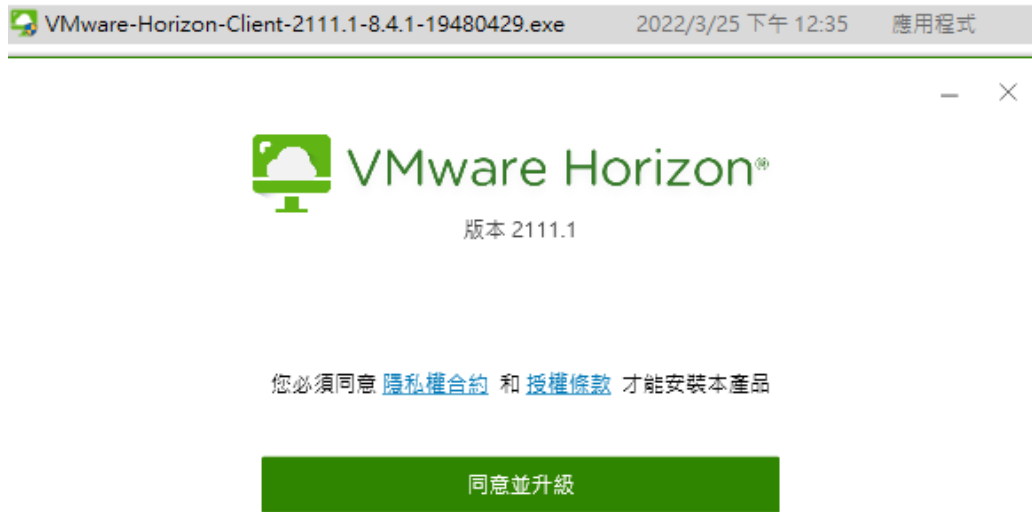 VMware-Horizon-Client-2111.1-8.4.1-19480429.exe 2022/3/25 下午 12:35 應用程式
VMware Horizon®
版本 2111.1
您必須同意 隱私權合約 和 授權條款 才能安裝本產品
同意並升級